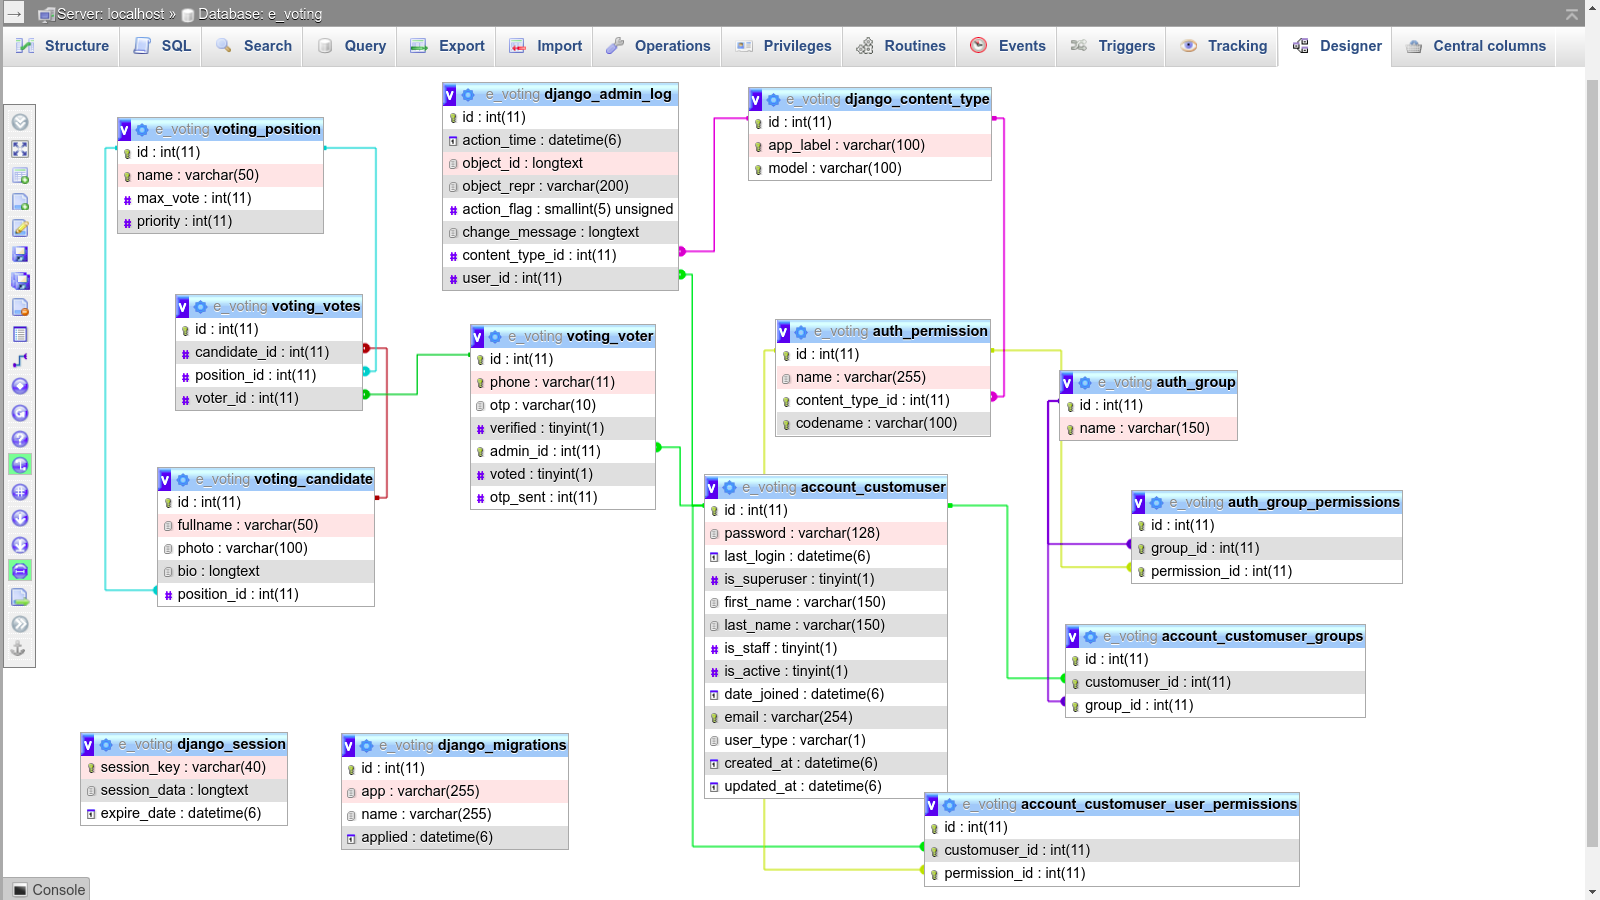 Server: localhost » Database: e_voting
Structure SQL Search Query Export Import Operations Privileges Routines Events Triggers Tracking Designer Central columns
e_voting voting_position
id : int(11)
name : varchar(50)
max_vote : int(11)
priority : int(11)
e_voting django_admin_log
id : int(11)
action_time : datetime(6)
object_id : longtext
object_repr : varchar(200)
action_flag : smallint(5) unsigned
change_message : longtext
content_type_id : int(11)
user_id : int(11)
e_voting django_content_type
id : int(11)
app_label : varchar(100)
model : varchar(100)
e_voting voting_votes
id : int(11)
candidate_id : int(11)
position_id : int(11)
voter_id : int(11)
e_voting voting_voter
id : int(11)
phone : varchar(11)
otp : varchar(10)
verified : tinyint(1)
admin_id : int(11)
voted : tinyint(1)
otp_sent : int(11)
e_voting auth_permission
id : int(11)
name : varchar(255)
content_type_id : int(11)
codename : varchar(100)
e_voting auth_group
id : int(11)
name : varchar(150)
e_voting voting_candidate
id : int(11)
fullname : varchar(50)
photo : varchar(100)
bio : longtext
position_id : int(11)
e_voting account_customuser
id : int(11)
password : varchar(128)
last_login : datetime(6)
is_superuser : tinyint(1)
first_name : varchar(150)
last_name : varchar(150)
is_staff : tinyint(1)
is_active : tinyint(1)
date_joined : datetime(6)
email : varchar(254)
user_type : varchar(1)
created_at : datetime(6)
updated_at : datetime(6)
e_voting auth_group_permissions
id : int(11)
group_id : int(11)
permission_id : int(11)
e_voting account_customuser_groups
id : int(11)
customuser_id : int(11)
group_id : int(11)
e_voting django_session
session_key : varchar(40)
session_data : longtext
expire_date : datetime(6)
e_voting django_migrations
id : int(11)
app : varchar(255)
name : varchar(255)
applied : datetime(6)
e_voting account_customuser_user_permissions
id : int(11)
customuser_id : int(11)
permission_id : int(11)
Console